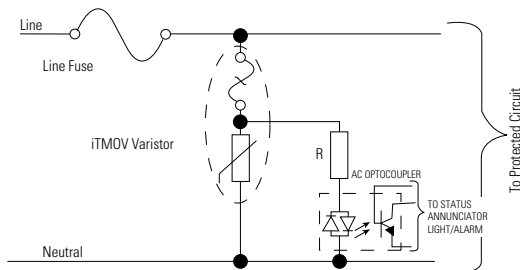 Line
Line Fuse
iTMOV Varistor
R
AC OPTOCOUPLER
TO STATUS
ANNUNCIATOR
LIGHT/ALARM
Neutral
To Protected Circuit